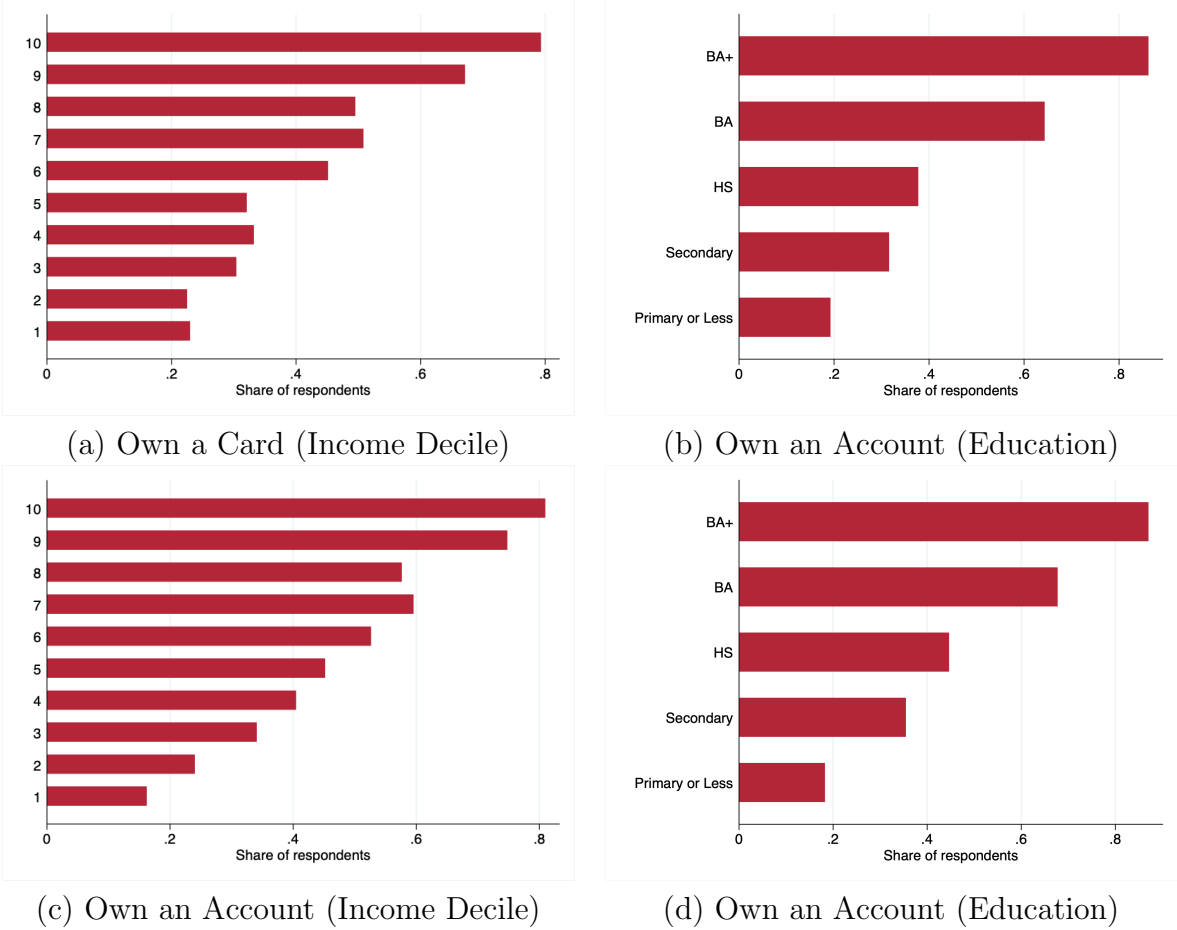 10
9
8
7
6
5
4
3
2
1
0 .2 .4 .6 .8
Share of respondents
(a) Own a Card (Income Decile)
BA+
BA
HS
Secondary
Primary or Less
0 .2 .4 .6 .8
Share of respondents
(b) Own an Account (Education)
10
9
8
7
6
5
4
3
2
1
0 .2 .4 .6 .8
Share of respondents
(c) Own an Account (Income Decile)
BA+
BA
HS
Secondary
Primary or Less
0 .2 .4 .6 .8
Share of respondents
(d) Own an Account (Education)